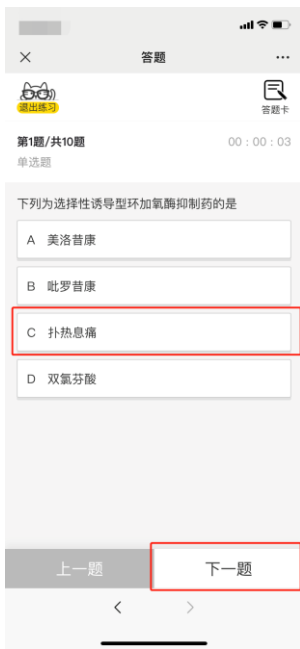 答题
退出练习
答题卡
第1题/共10题
00：00：03
单选题
下列为选择性诱导型环加氧酶抑制药的是
A 美洛昔康
B 吡罗昔康
C 扑热息痛
D 双氯芬酸
上一题
下一题